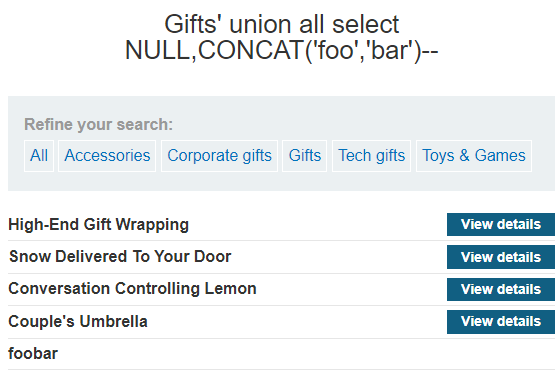 Gifts' union all select
NULL,CONCAT('foo','bar')--
Refine your search:
All Accessories Corporate gifts Gifts Tech gifts Toys & Games
High-End Gift Wrapping View details
Snow Delivered To Your Door View details
Conversation Controlling Lemon View details
Couple's Umbrella View details
foobar